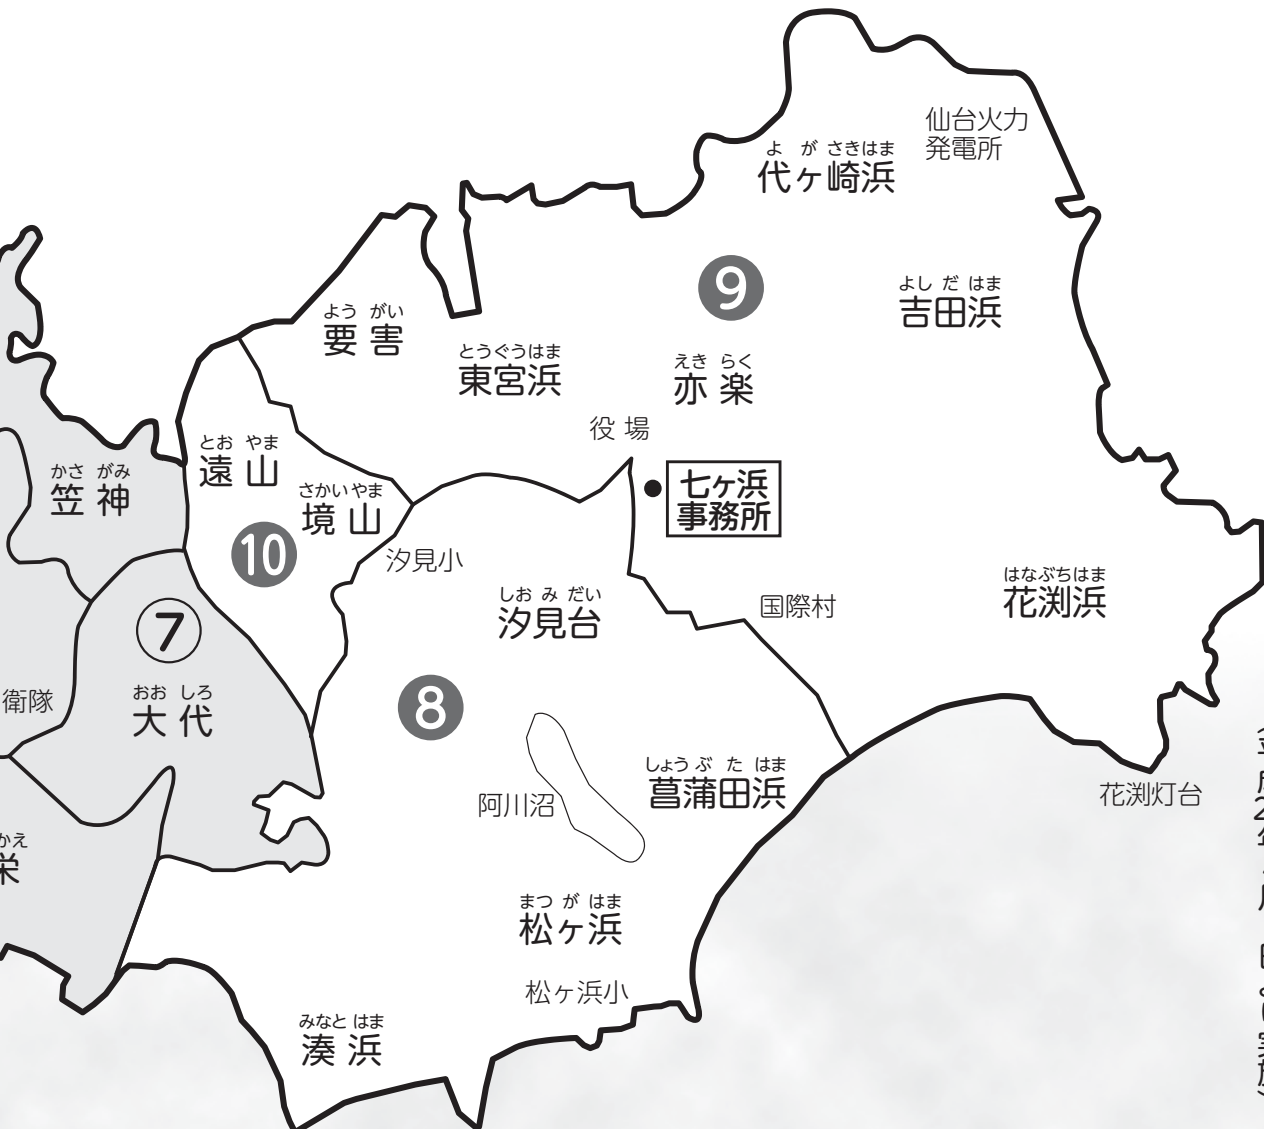 仙台火力
発電所
よ が さきはま
代ヶ崎浜
⑨
よし だ はま
吉田浜
よう がい
要害
とうぐうはま
東宮浜
えき らく
亦楽
役場
とお やま
遠山
かさ がみ
笠神
さかい やま
境山
七ヶ浜
事務所
⑩
汐見小
しお み だい
汐見台
国際村
はなぶちはま
花渕浜
⑦
衛隊
おお しろ
大代
⑧
しょう ぶ た はま
菖蒲田浜
阿川沼
花渕灯台
かえ
栄
まつ が はま
松ヶ浜
松ヶ浜小
みなと はま
湊浜